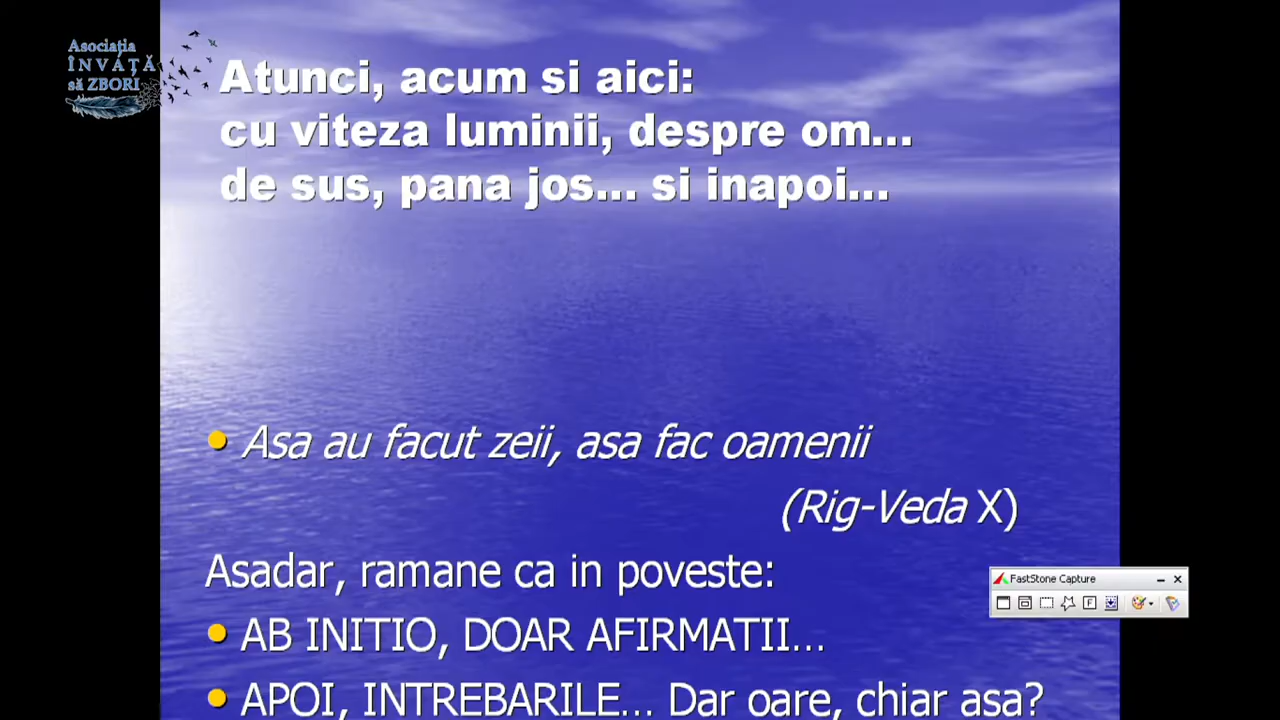 Asociația
ÎNVAȚĂ
să ZBORI
Atunci, acum si aici:
cu viteza luminii, despre om...
de sus, pana jos... si inapoi...
Asa au facut zeii, asa fac oamenii
(Rig-Veda X)
Asadar, ramane ca in poveste:
AB INITIO, DOAR AFIRMATII...
APOI, INTREBARILE... Dar oare, chiar asa?
FastStone Capture